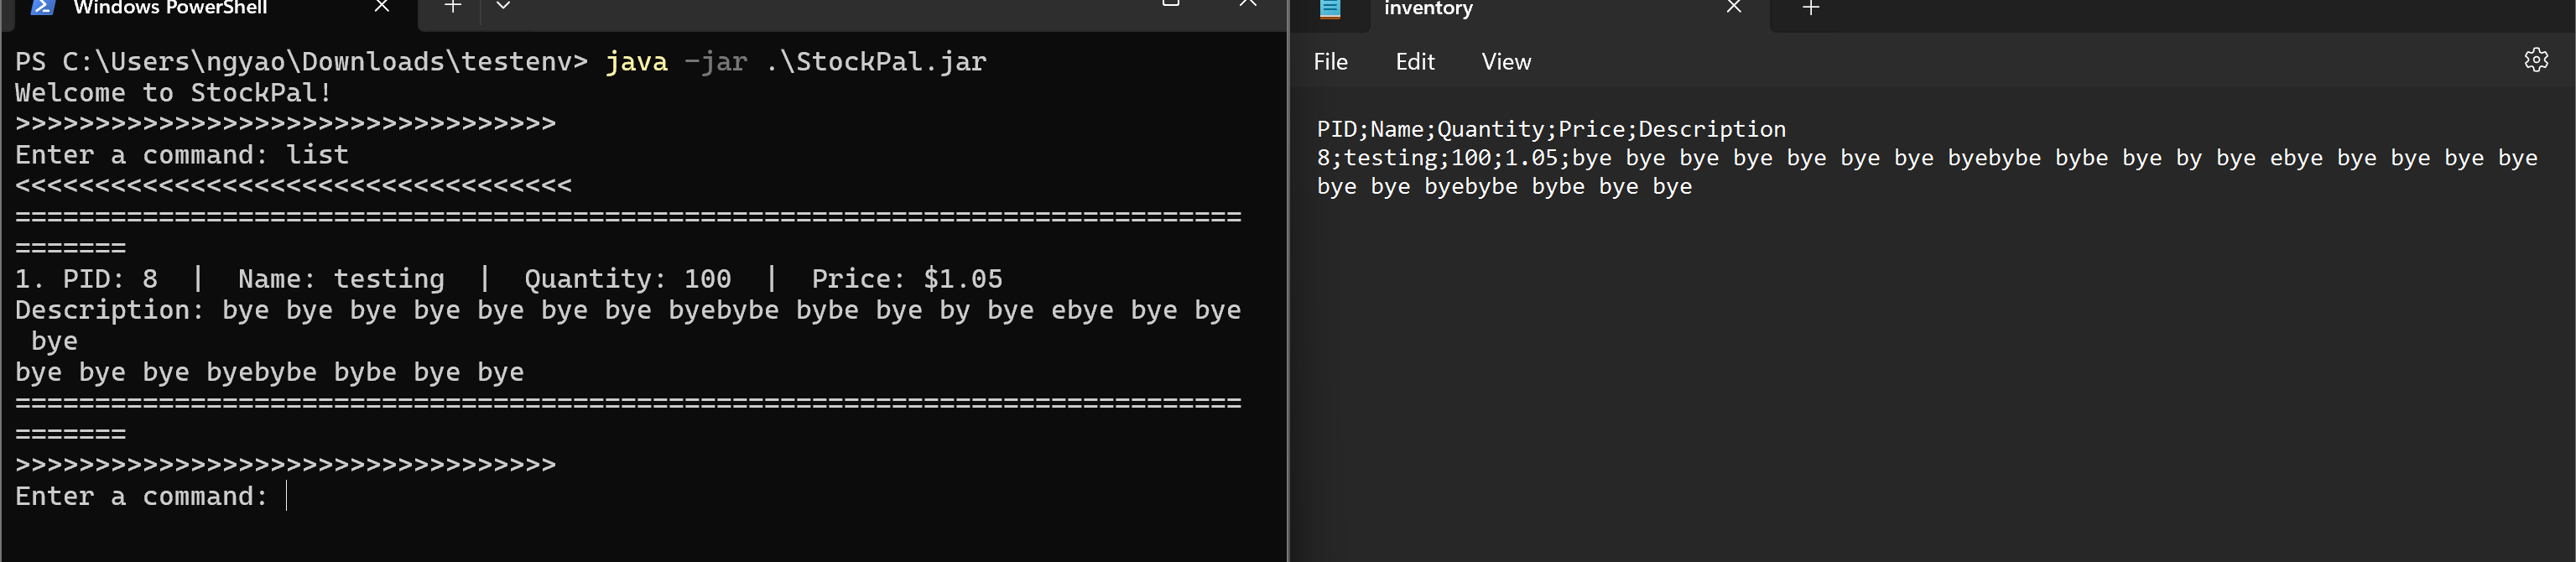 Windows PowerShell
PS C:\Users\ngyao\Downloads\testenv> java -jar .\StockPal.jar
Welcome to StockPal!
>>>>>>>>>>>>>>>>>>>>>>>>>>>>>>>>>>
Enter a command: list
<<<<<<<<<<<<<<<<<<<<<<<<<<<<<<<<<<<
=============================================================================
=======
1. PID: 8  |  Name: testing  |  Quantity: 100  |  Price: $1.05
Description: bye bye bye bye bye bye bye byebybe bybe bye by bye ebye bye bye
 bye
bye bye bye byebybe bybe bye bye
=============================================================================
=======
>>>>>>>>>>>>>>>>>>>>>>>>>>>>>>>>>>
Enter a command:
inventory
File Edit View
PID;Name;Quantity;Price;Description
8;testing;100;1.05;bye bye bye bye bye bye bye byebybe bybe bye by bye ebye bye bye bye bye
bye bye byebybe bybe bye bye